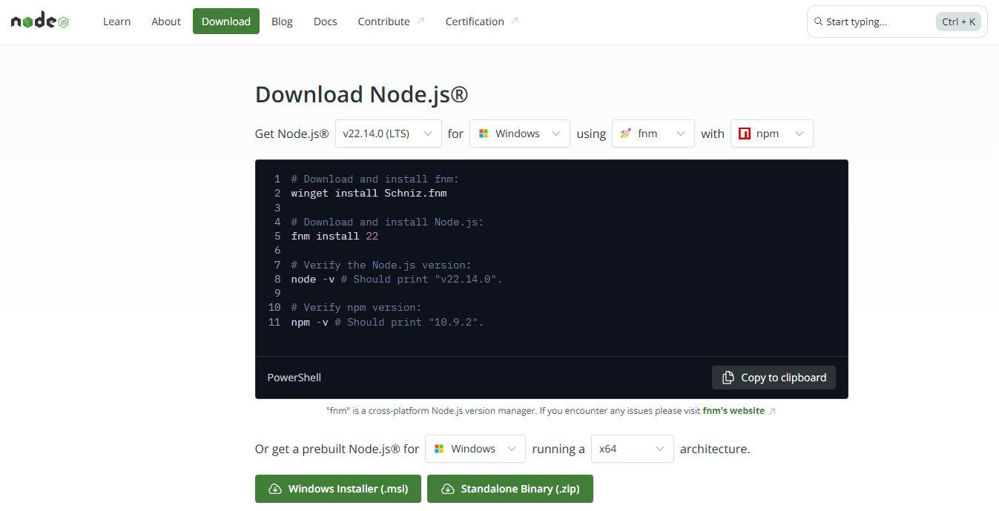 node JS Learn About Download Blog Docs Contribute Certification Start typing... Ctrl + K
Download Node.js®
Get Node.js® v22.14.0 (LTS) for Windows using fnm with npm
1 # Download and install fnm:
2 winget install Schniz.fnm
3
4 # Download and install Node.js:
5 fnm install 22
6
7 # Verify the Node.js version:
8 node -v # Should print "v22.14.0".
9
10 # Verify npm version:
11 npm -v # Should print "10.9.2".
PowerShell Copy to clipboard
"fnm" is a cross-platform Node.js version manager. If you encounter any issues please visit fnm's website
Or get a prebuilt Node.js® for Windows running a x64 architecture.
Windows Installer (.msi) Standalone Binary (.zip)